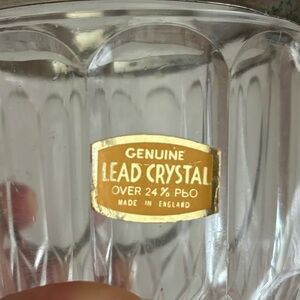 GENUINE
LEAD CRYSTAL
OVER 24% PbO
MADE IN ENGLAND